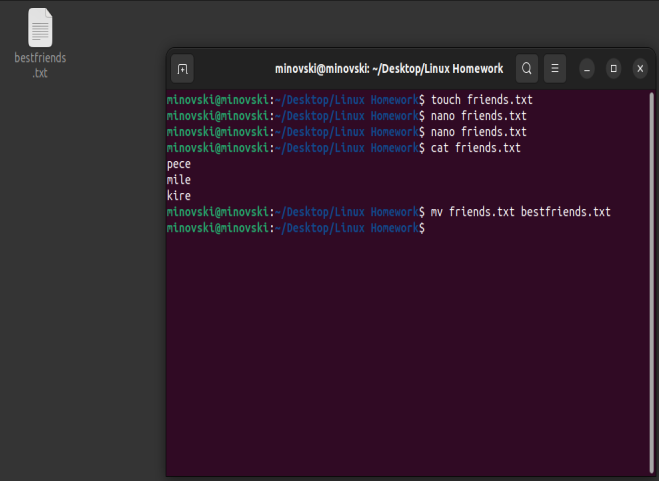 bestfriends
.txt
minovski@minovski: ~/Desktop/Linux Homework
minovski@minovski:~/Desktop/Linux Homework$ touch friends.txt
minovski@minovski:~/Desktop/Linux Homework$ nano friends.txt
minovski@minovski:~/Desktop/Linux Homework$ nano friends.txt
minovski@minovski:~/Desktop/Linux Homework$ cat friends.txt
pece
mile
kire
minovski@minovski:~/Desktop/Linux Homework$ mv friends.txt bestfriends.txt
minovski@minovski:~/Desktop/Linux Homework$